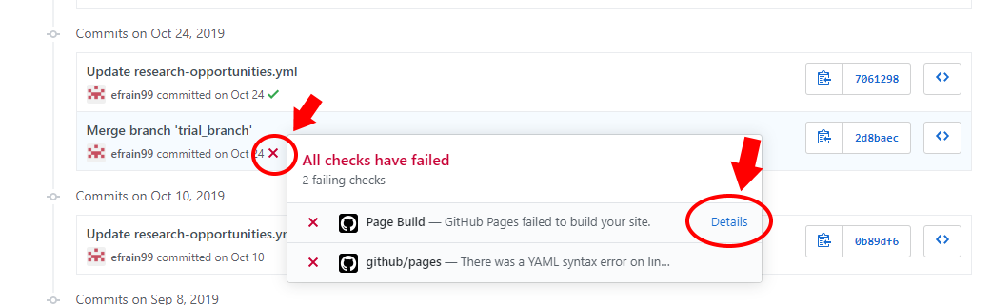 Commits on Oct 24, 2019
Update research-opportunities.yml
7061298
efrain99 committed on Oct 24
Merge branch 'trial_branch'
2d8baec
efrain99 committed on Oct 24
All checks have failed
2 failing checks
Commits on Oct 10, 2019
Page Build — GitHub Pages failed to build your site.
Details
Update research-opportunities.yr
0b89df6
efrain99 committed on Oct 10
github/pages — There was a YAML syntax error on lin...
Commits on Sep 8, 2019